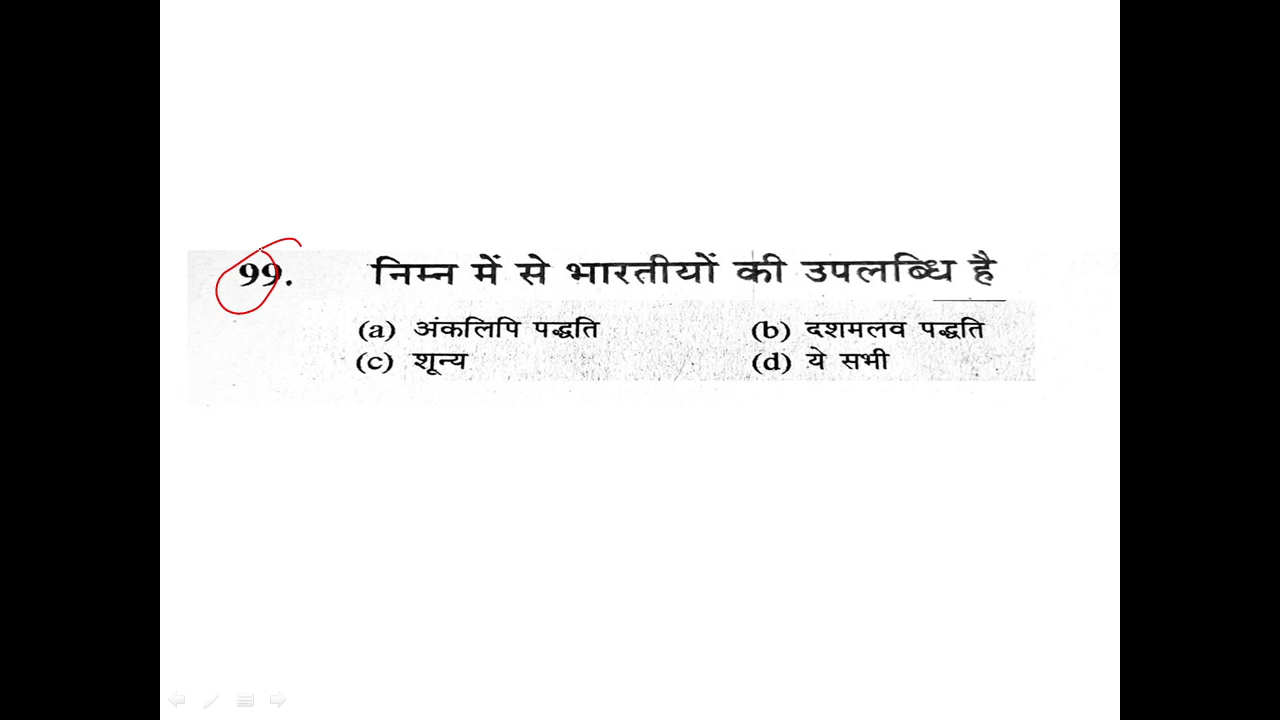 99. निम्न में से भारतीयों की उपलब्धि है
(a) अंकलिपि पद्धति (b) दशमलव पद्धति
(c) शून्य (d) ये सभी